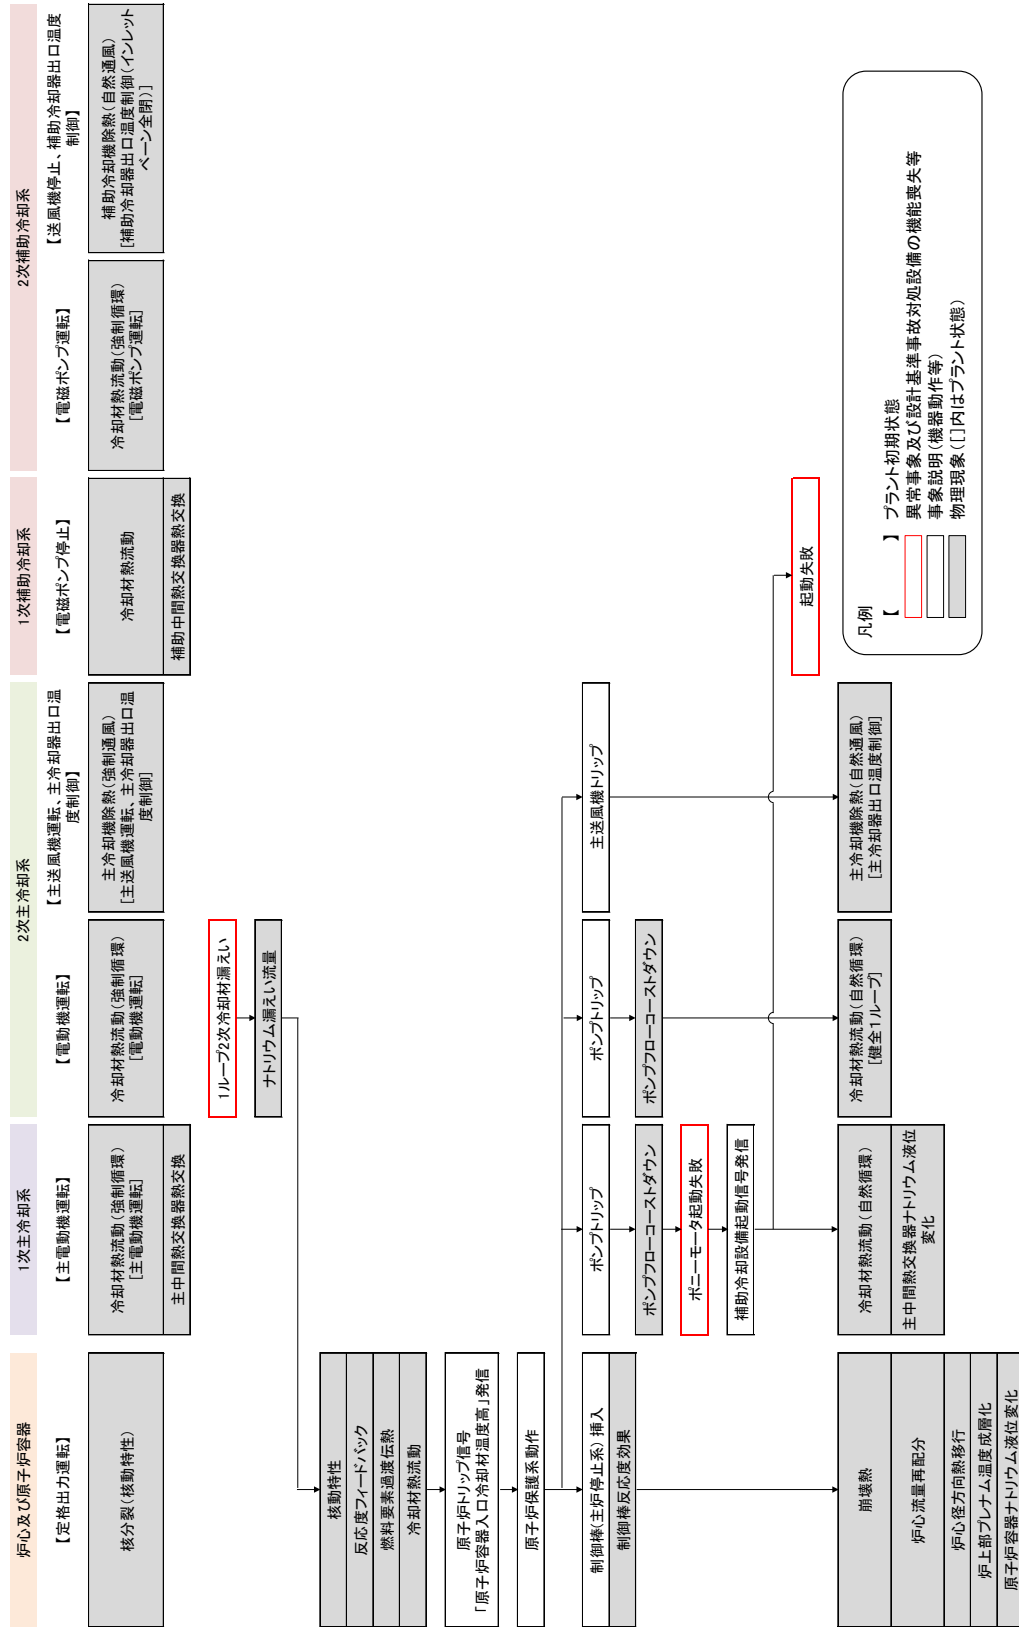 炉心及び原子炉容器
【定格出力運転】
核分裂(核動特性)
1次主冷却系
【主電動機運転】
冷却材熱流動(強制循環)
[主電動機運転]
主中間熱交換器熱交換
2次主冷却系
【電動機運転】
冷却材熱流動(強制循環)
[電動機運転]
【主送風機運転、主冷却器出口温
度制御】
主冷却機除熱(強制通風)
[主送風機運転、主冷却器出口温
度制御]
1次補助冷却系
【電磁ポンプ停止】
冷却材熱流動
補助中間熱交換器熱交換
2次補助冷却系
【電磁ポンプ運転】
冷却材熱流動(強制循環)
[電磁ポンプ運転]
【送風機停止、補助冷却器出口温度
制御】
補助冷却機除熱(自然通風)
[補助冷却器出口温度制御(インレット
ベーン全閉)]
1ループ2次冷却材漏えい
ナトリウム漏えい流量
核動特性
反応度フィードバック
燃料要素過渡伝熱
冷却材熱流動
原子炉トリップ信号
「原子炉容器入口冷却材温度高」発信
原子炉保護系動作
制御棒(主炉停止系) 挿入
制御棒反応度効果
ポンプトリップ
ポンプフローコーストダウン
ポニーモータ起動失敗
補助冷却設備起動信号発信
ポンプトリップ
ポンプフローコーストダウン
主送風機トリップ
起動失敗
崩壊熱
炉心流量再配分
炉心径方向熱移行
炉上部プレナム温度成層化
原子炉容器ナトリウム液位変化
冷却材熱流動(自然循環)
主中間熱交換器ナトリウム液位
変化
冷却材熱流動(自然循環)
[健全1ループ]
主冷却機除熱(自然通風)
[主冷却器出口温度制御]
凡例
【 】 プラント初期状態
異常事象及び設計基準事故対処設備の機能喪失等
事象説明(機器動作等)
物理現象([]内はプラント状態)